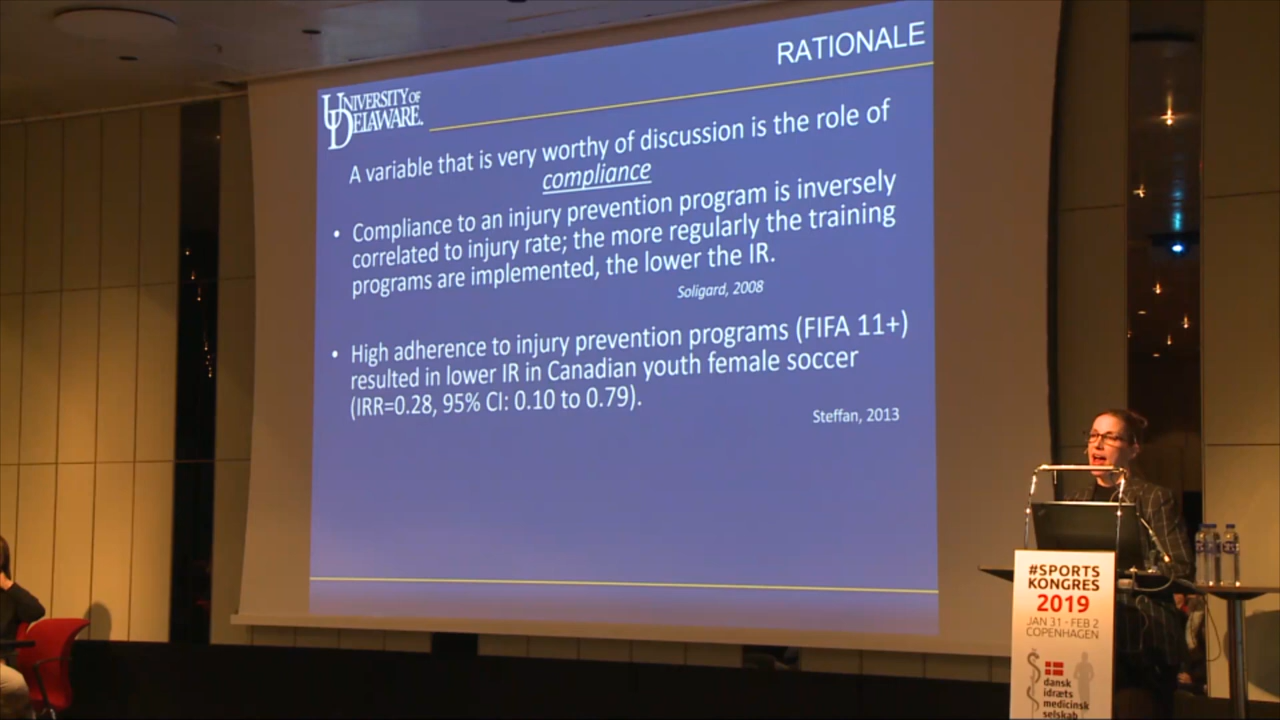 RATIONALE
UNIVERSITY OF
DELAWARE.
A variable that is very worthy of discussion is the role of
compliance
• Compliance to an injury prevention program is inversely
correlated to injury rate; the more regularly the training
programs are implemented, the lower the IR.
Soligard, 2008
• High adherence to injury prevention programs (FIFA 11+)
resulted in lower IR in Canadian youth female soccer
(IRR=0.28, 95% CI: 0.10 to 0.79).
Steffan, 2013
#SPORTS
KONGRES
2019
JAN 31 - FEB 2
COPENHAGEN
dansk
idræts
medicinsk
selskab